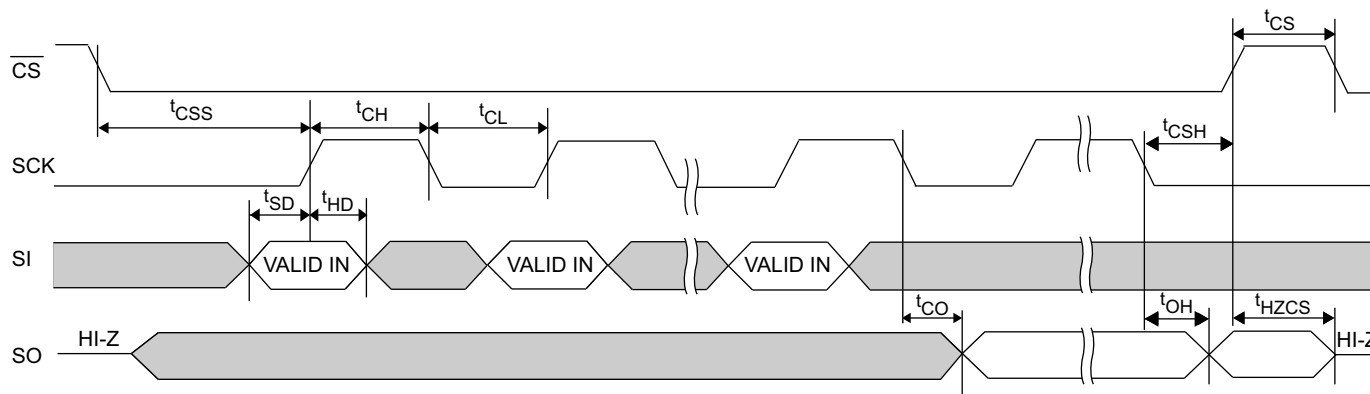 tCS
CS
tCSS
tCH
tCL
tCSH
SCK
tSD
tHD
SI
VALID IN
VALID IN
VALID IN
tCO
tOH
tHZCS
SO
HI-Z
HI-Z